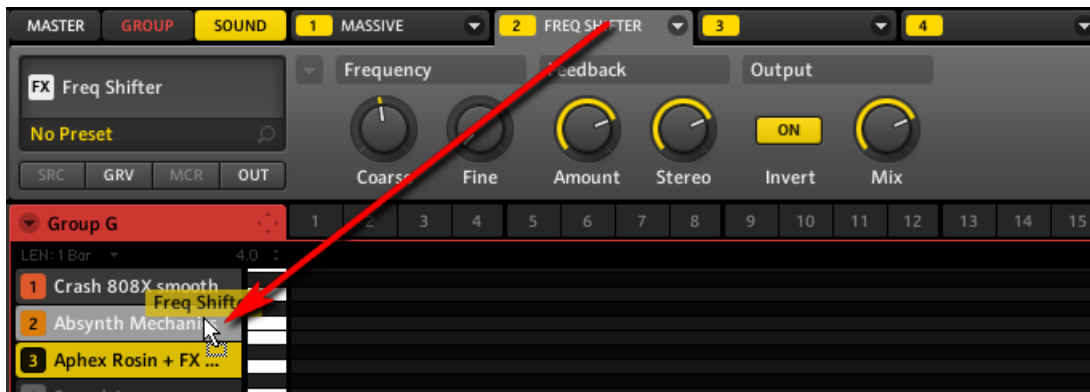 MASTER GROUP SOUND 1 MASSIVE 2 FREQ SHIFTER 3 4
FX Freq Shifter
No Preset
SRC GRV MCR OUT
Frequency Feedback Output
ON
Coarse Fine Amount Stereo Invert Mix
Group G 1 2 3 4 5 6 7 8 9 10 11 12 13 14 15
LEN: 1 Bar 4.0
1 Crash 808X smooth
Freq Shifter
2 Absynth Mechanics
3 Aphex Rosin + FX ...